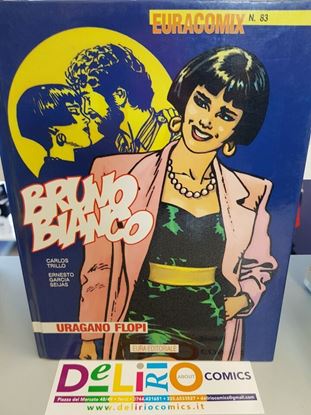 EURACOMIX N. 83
BRUNO
BIANCO
CARLOS
TRILLO
ERNESTO
GARCIA
SEIJAS
URAGANO FLOPI
EURA EDITORIALE
DELIRIO
ABOUT
COMICS
www.deliriocomics.it